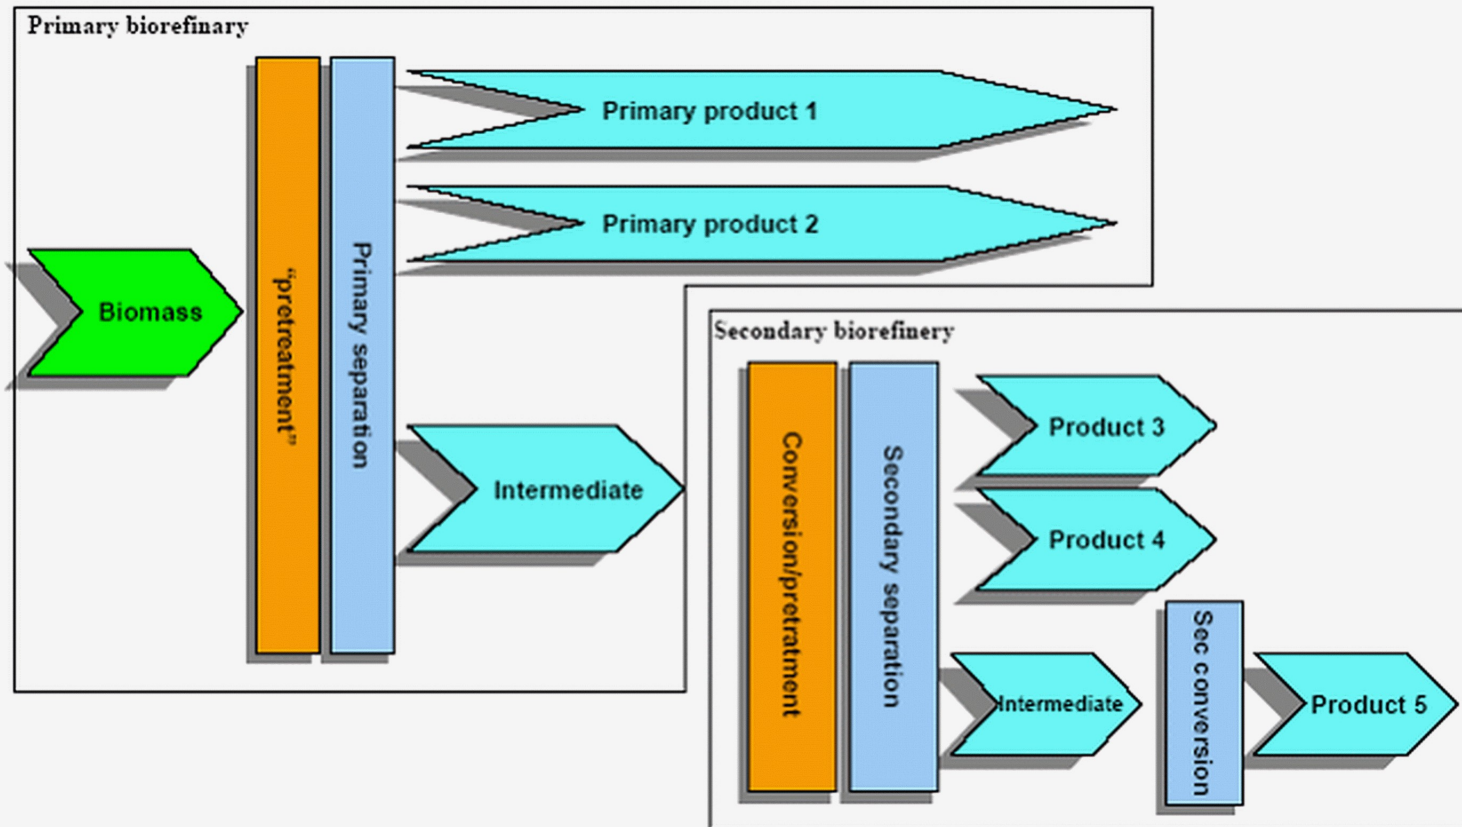 Primary biorefinary
Primary product 1
Primary product 2
Biomass
“pretreatment”
Primary separation
Intermediate
Secondary biorefinery
Conversion/pretratment
Secondary separation
Product 3
Product 4
Intermediate
Sec conversion
Product 5